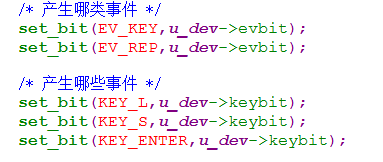 /* 产生哪类事件 */
set_bit(EV_KEY,u_dev->evbit);
set_bit(EV_REP,u_dev->evbit);
/* 产生哪些事件 */
set_bit(KEY_L,u_dev->keybit);
set_bit(KEY_S,u_dev->keybit);
set_bit(KEY_ENTER,u_dev->keybit);